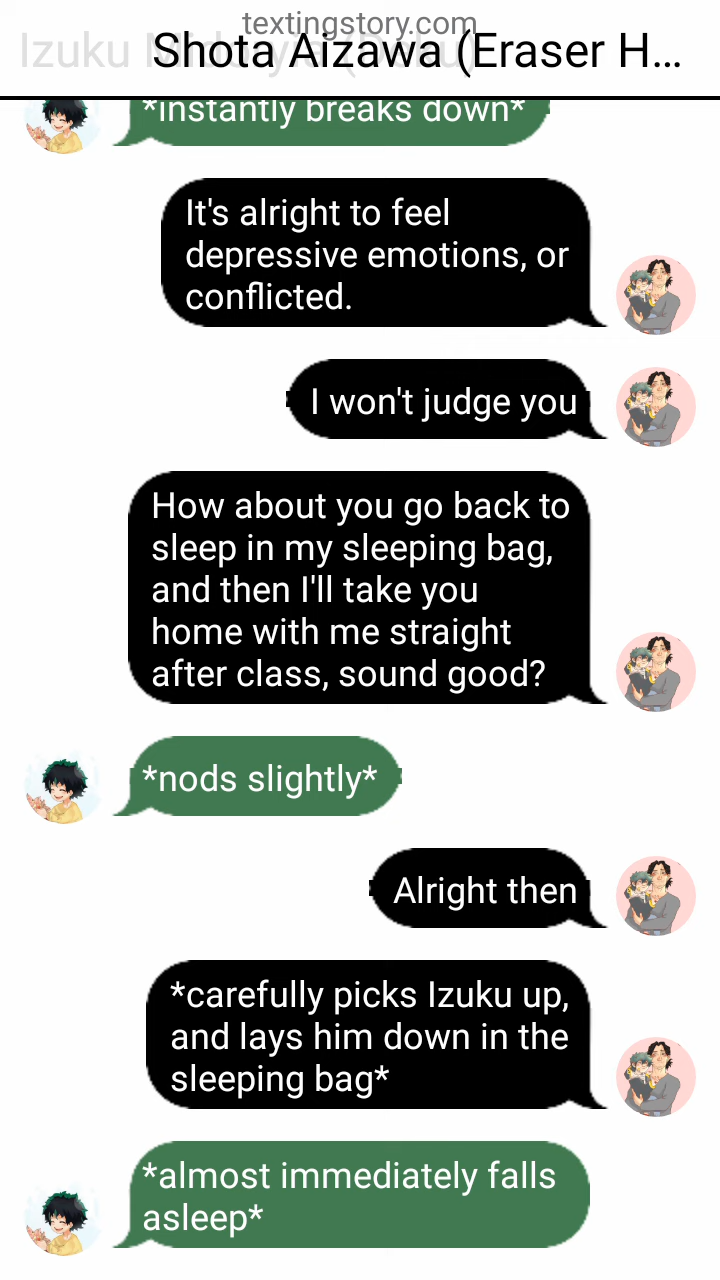 textingstory.com
Izuku Shota Aizawa (Eraser H...
*instantly breaks down*
It's alright to feel
depressive emotions, or
conflicted.
I won't judge you
How about you go back to
sleep in my sleeping bag,
and then I'll take you
home with me straight
after class, sound good?
*nods slightly*
Alright then
*carefully picks Izuku up,
and lays him down in the
sleeping bag*
*almost immediately falls
asleep*